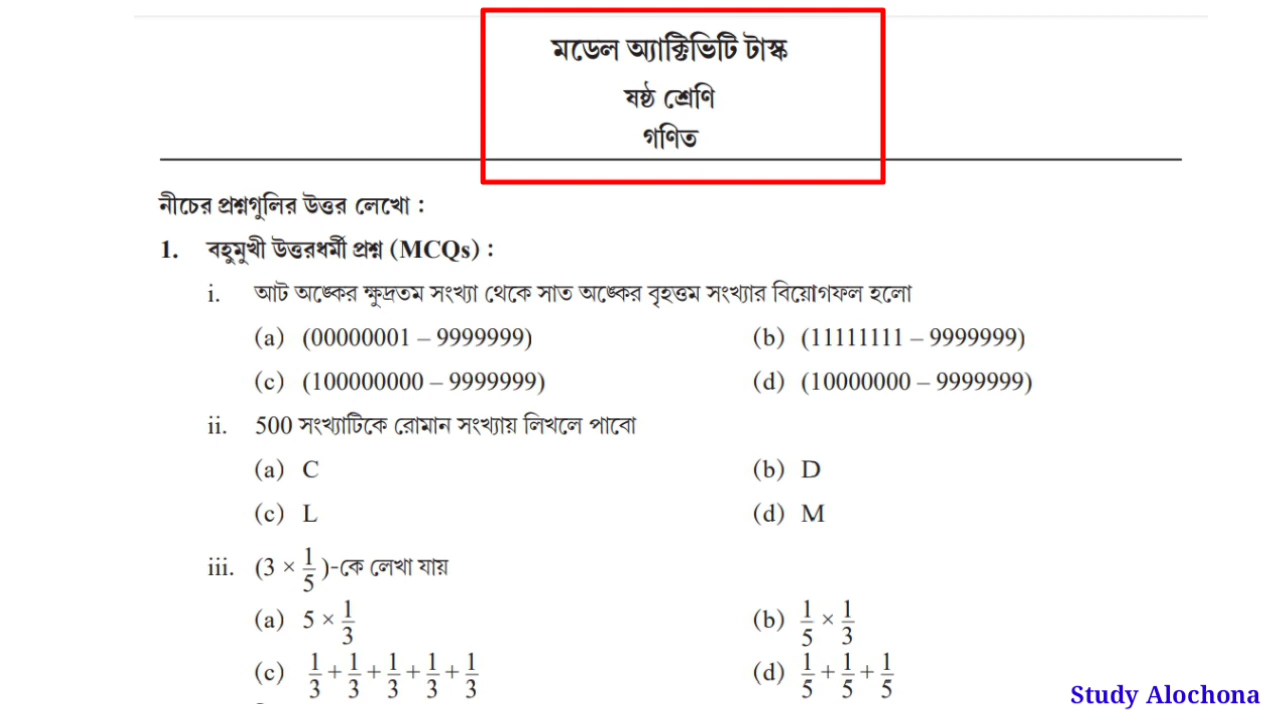 মডেল অ্যাক্টিভিটি টাস্ক
ষষ্ঠ শ্রেণি
গণিত
নীচের প্রশ্নগুলির উত্তর লেখো :
1. বহুমুখী উত্তরধর্মী প্রশ্ন (MCQs) :
i. আট অঙ্কের ক্ষুদ্রতম সংখ্যা থেকে সাত অঙ্কের বৃহত্তম সংখ্যার বিয়োগফল হলো
(a) (00000001 – 9999999) (b) (11111111 – 9999999)
(c) (100000000 – 9999999) (d) (10000000 – 9999999)
ii. 500 সংখ্যাটিকে রোমান সংখ্যায় লিখলে পাবো
(a) C (b) D
(c) L (d) M
iii. (3 × 1/5)-কে লেখা যায়
(a) 5 × 1/3 (b) 1/5 × 1/3
(c) 1/3 + 1/3 + 1/3 + 1/3 + 1/3 (d) 1/5 + 1/5 + 1/5
Study Alochona